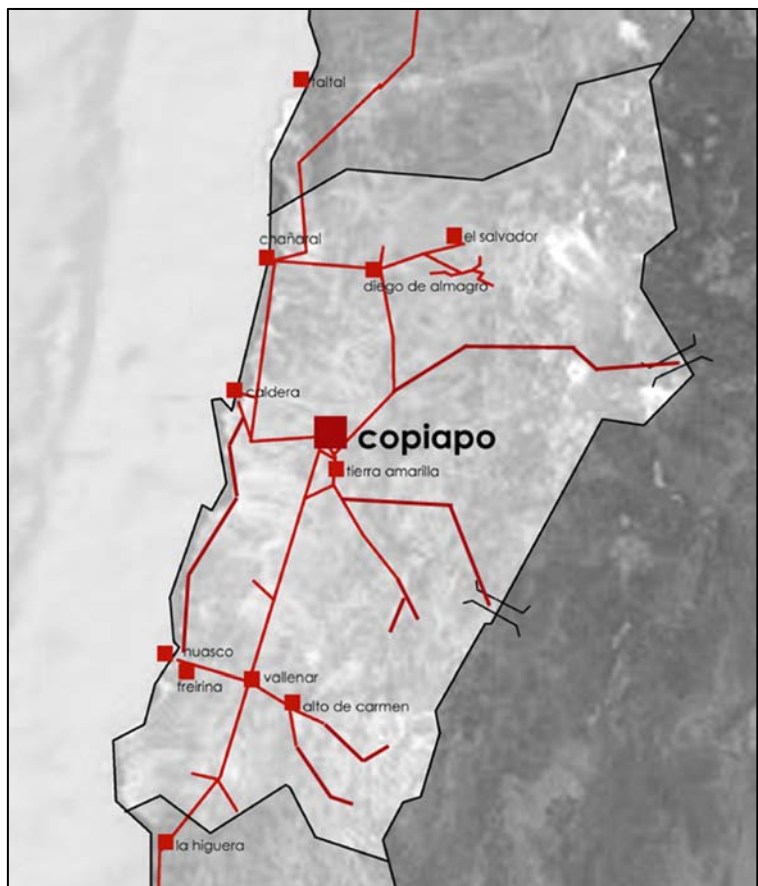 taltal
chañaral
el salvador
diego de almagro
caldera
copiapo
tierra amarilla
huasco
freirina
vallenar
alto de carmen
la higuera